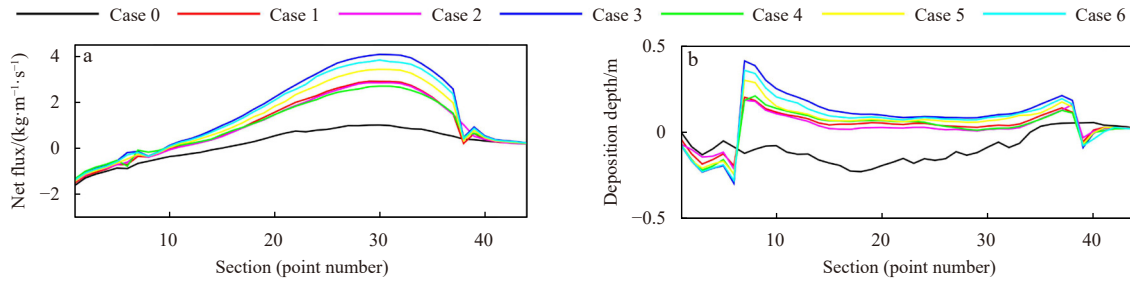 Case 0 Case 1 Case 2 Case 3 Case 4 Case 5 Case 6
a
Net flux/(kg·m⁻¹·s⁻¹)
4
2
0
−2
10 20 30 40
Section (point number)
b
Deposition depth/m
0.5
0
−0.5
10 20 30 40
Section (point number)